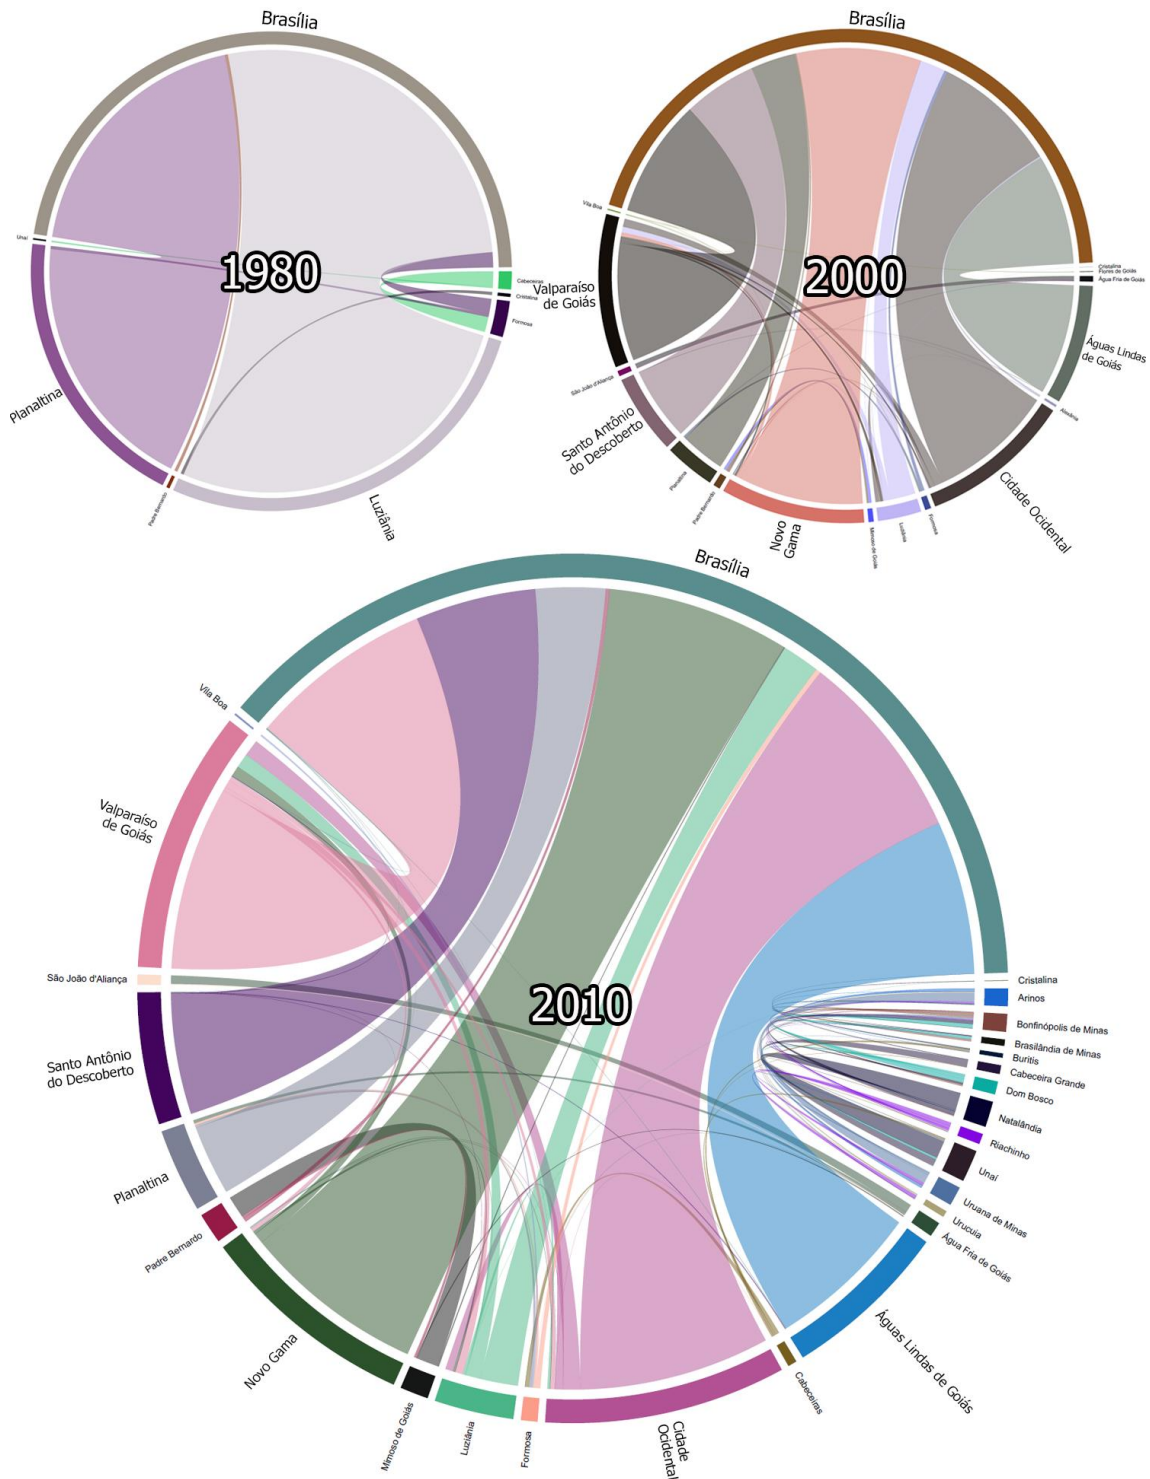 Brasília
1980
Unaí
Planaltina
Padre Bernardo
Luziânia
Cabeceiras
Cristalina
Formosa
Brasília
2000
Vila Boa
Valparaíso
de Goiás
São João d'Aliança
Santo Antônio
do Descoberto
Planaltina
Padre Bernardo
Novo
Gama
Mimoso de Goiás
Luziânia
Formosa
Cidade Ocidental
Alexânia
Águas Lindas
de Goiás
Água Fria de Goiás
Flores de Goiás
Cristalina
Brasília
2010
Vila Boa
Valparaíso
de Goiás
São João d'Aliança
Santo Antônio
do Descoberto
Planaltina
Padre Bernardo
Novo Gama
Mimoso de Goiás
Luziânia
Formosa
Cidade
Ocidental
Cabeceiras
Águas Lindas de Goiás
Água Fria de Goiás
Urucuia
Uruana de Minas
Unaí
Riachinho
Natalândia
Dom Bosco
Cabeceira Grande
Buritis
Brasilândia de Minas
Bonfinópolis de Minas
Arinos
Cristalina